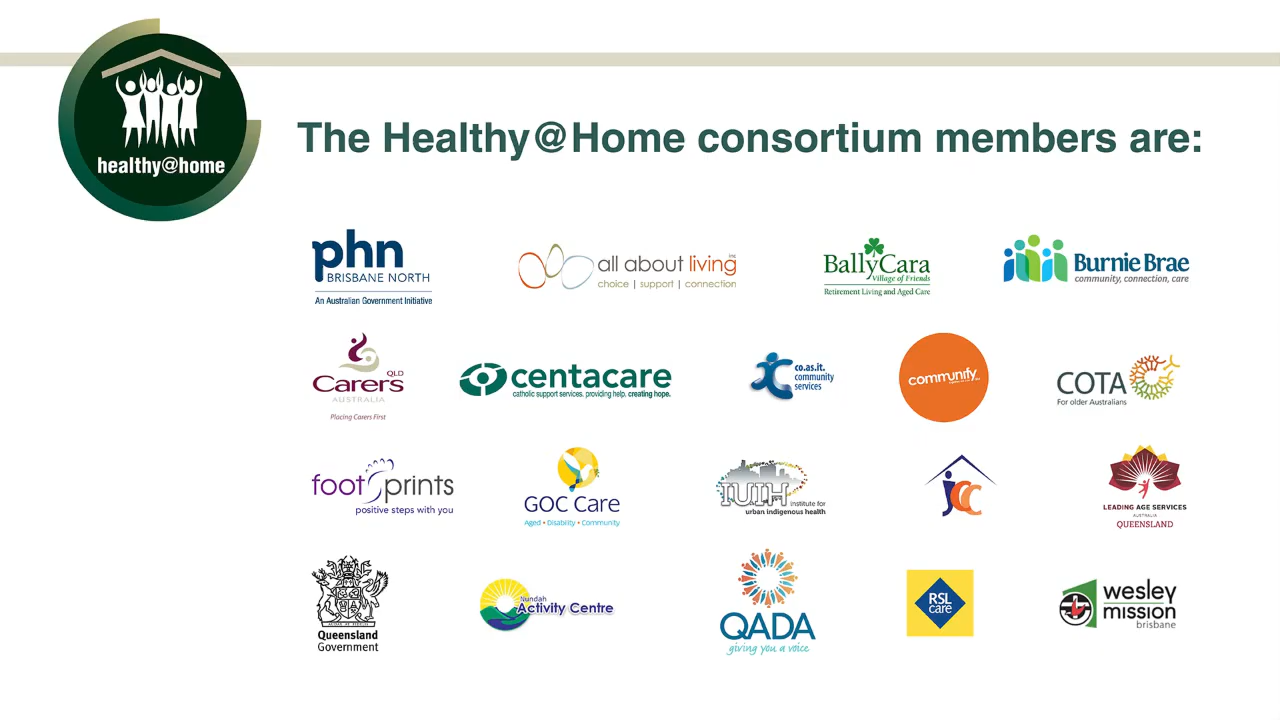 healthy@home
The Healthy@Home consortium members are:
phn
BRISBANE NORTH
An Australian Government Initiative
all about living inc
choice | support | connection
BallyCara
Village of Friends
Retirement Living and Aged Care
Burnie Brae
community, connection, care
QLD
Carers
AUSTRALIA
Placing Carers First
centacare
catholic support services. providing help. creating hope.
co.as.it.
community
services
communify
COTA
For older Australians
footprints
positive steps with you
GOC Care
Aged • Disability • Community
IUIH
institute for
urban indigenous health
jcc
LEADING AGE SERVICES
AUSTRALIA
QUEENSLAND
Queensland
Government
Nundah
Activity Centre
QADA
giving you a voice
RSL
care
wesley
mission
brisbane